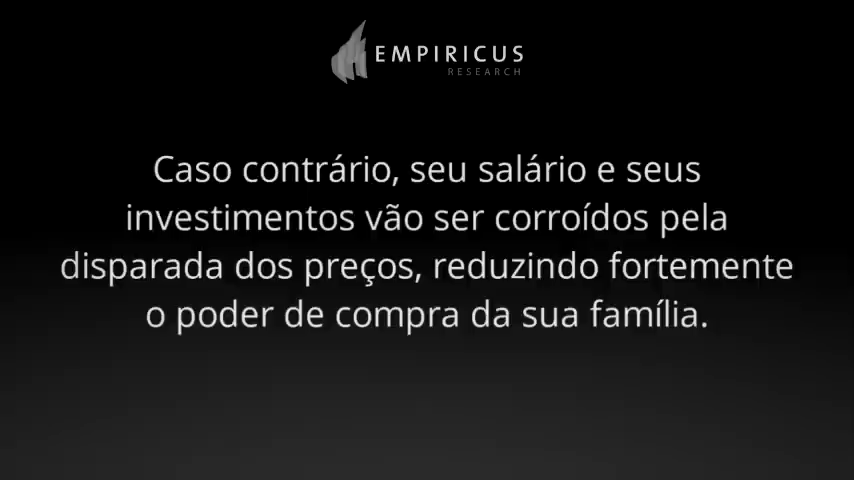 EMPIRICUS
RESEARCH
Caso contrário, seu salário e seus
investimentos vão ser corroídos pela
disparada dos preços, reduzindo fortemente
o poder de compra da sua família.